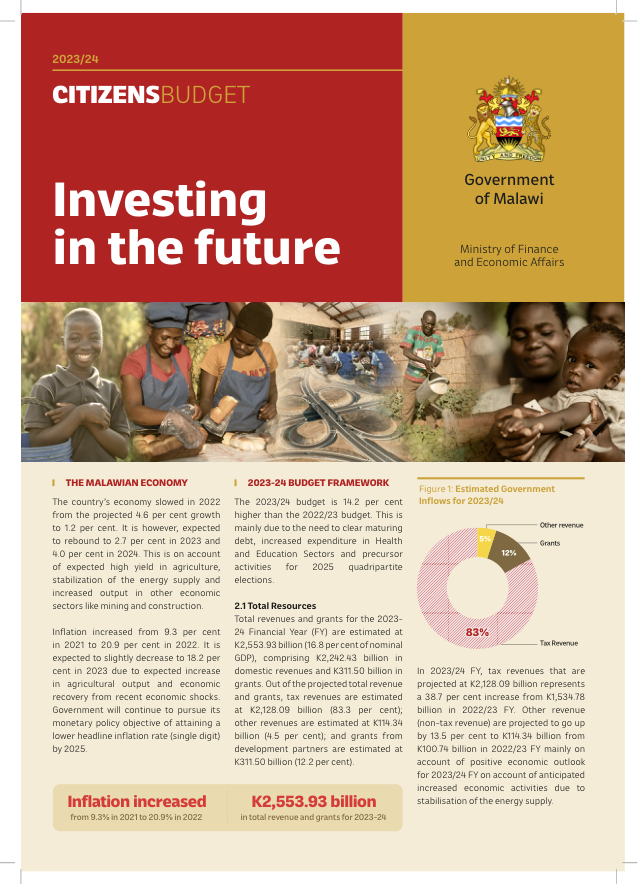 2023/24
CITIZENSBUDGET
Investing
in the future
UNITY AND FREEDOM
Government
of Malawi
Ministry of Finance
and Economic Affairs
THE MALAWIAN ECONOMY
The country's economy slowed in 2022
from the projected 4.6 per cent growth
to 1.2 per cent. It is however, expected
to rebound to 2.7 per cent in 2023 and
4.0 per cent in 2024. This is on account
of expected high yield in agriculture,
stabilization of the energy supply and
increased output in other economic
sectors like mining and construction.
Inflation increased from 9.3 per cent
in 2021 to 20.9 per cent in 2022. It is
expected to slightly decrease to 18.2 per
cent in 2023 due to expected increase
in agricultural output and economic
recovery from recent economic shocks.
Government will continue to pursue its
monetary policy objective of attaining a
lower headline inflation rate (single digit)
by 2025.
2023-24 BUDGET FRAMEWORK
The 2023/24 budget is 14.2 per cent
higher than the 2022/23 budget. This is
mainly due to the need to clear maturing
debt, increased expenditure in Health
and Education Sectors and precursor
activities for 2025 quadripartite
elections.
2.1 Total Resources
Total revenues and grants for the 2023-
24 Financial Year (FY) are estimated at
K2,553.93 billion (16.8 per cent of nominal
GDP), comprising K2,242.43 billion in
domestic revenues and K311.50 billion in
grants. Out of the projected total revenue
and grants, tax revenues are estimated
at K2,128.09 billion (83.3 per cent);
other revenues are estimated at K114.34
billion (4.5 per cent); and grants from
development partners are estimated at
K311.50 billion (12.2 per cent).
Figure 1: Estimated Government
Inflows for 2023/24
Other revenue
5%
Grants
12%
83%
Tax Revenue
In 2023/24 FY, tax revenues that are
projected at K2,128.09 billion represents
a 38.7 per cent increase from K1,534.78
billion in 2022/23 FY. Other revenue
(non-tax revenue) are projected to go up
by 13.5 per cent to K114.34 billion from
K100.74 billion in 2022/23 FY mainly on
account of positive economic outlook
for 2023/24 FY on account of anticipated
increased economic activities due to
stabilisation of the energy supply.
Inflation increased
from 9.3% in 2021 to 20.9% in 2022
K2,553.93 billion
in total revenue and grants for 2023-24